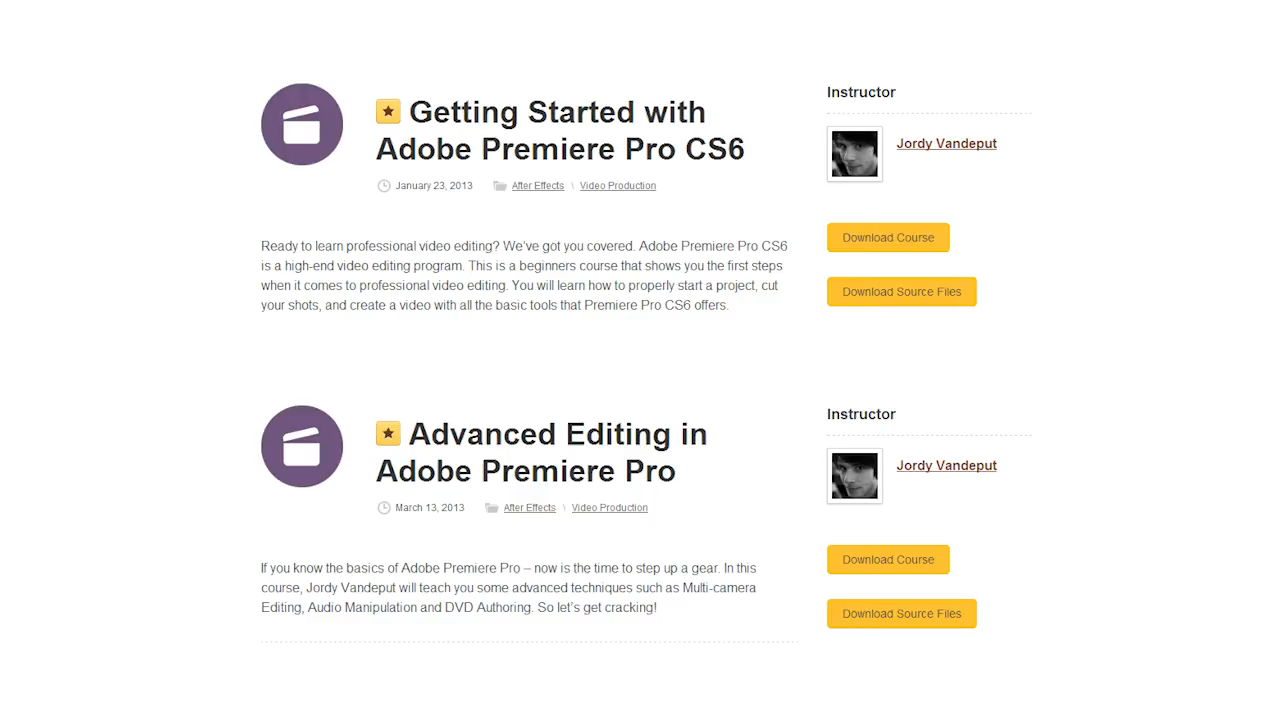 Getting Started with
Adobe Premiere Pro CS6
January 23, 2013 After Effects \ Video Production
Ready to learn professional video editing? We’ve got you covered. Adobe Premiere Pro CS6
is a high-end video editing program. This is a beginners course that shows you the first steps
when it comes to professional video editing. You will learn how to properly start a project, cut
your shots, and create a video with all the basic tools that Premiere Pro CS6 offers.
Instructor
Jordy Vandeput
Download Course
Download Source Files
Advanced Editing in
Adobe Premiere Pro
March 13, 2013 After Effects \ Video Production
If you know the basics of Adobe Premiere Pro – now is the time to step up a gear. In this
course, Jordy Vandeput will teach you some advanced techniques such as Multi-camera
Editing, Audio Manipulation and DVD Authoring. So let’s get cracking!
Instructor
Jordy Vandeput
Download Course
Download Source Files